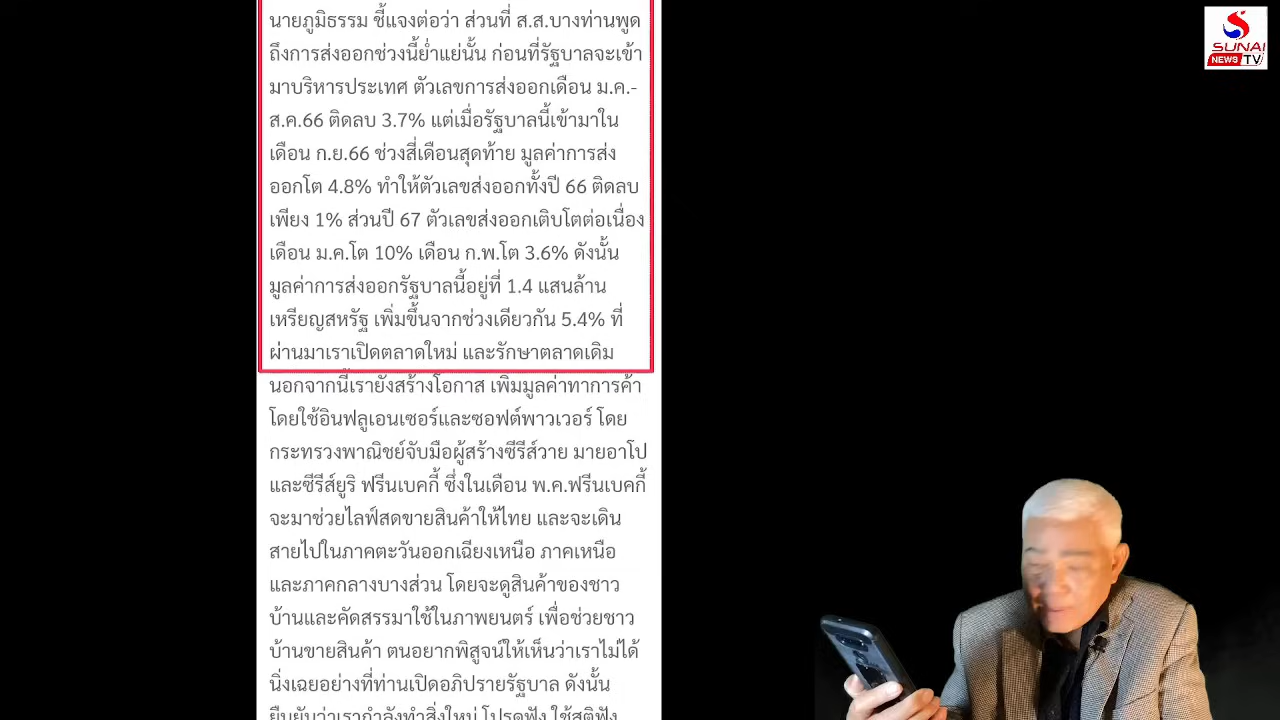 นายภูมิธรรม ชี้แจงต่อว่า ส่วนที่ ส.ส.บางท่านพูด
ถึงการส่งออกช่วงนี้ย่ำแย่นั้น ก่อนที่รัฐบาลจะเข้า
มาบริหารประเทศ ตัวเลขการส่งออกเดือน ม.ค.-
ส.ค.66 ติดลบ 3.7% แต่เมื่อรัฐบาลนี้เข้ามาใน
เดือน ก.ย.66 ช่วงสี่เดือนสุดท้าย มูลค่าการส่ง
ออกโต 4.8% ทำให้ตัวเลขส่งออกทั้งปี 66 ติดลบ
เพียง 1% ส่วนปี 67 ตัวเลขส่งออกเติบโตต่อเนื่อง
เดือน ม.ค.โต 10% เดือน ก.พ.โต 3.6% ดังนั้น
มูลค่าการส่งออกรัฐบาลนี้อยู่ที่ 1.4 แสนล้าน
เหรียญสหรัฐ เพิ่มขึ้นจากช่วงเดียวกัน 5.4% ที่
ผ่านมาเราเปิดตลาดใหม่ และรักษาตลาดเดิม
นอกจากนี้เรายังสร้างโอกาส เพิ่มมูลค่าทาการค้า
โดยใช้อินฟลูเอนเซอร์และซอฟต์พาวเวอร์ โดย
กระทรวงพาณิชย์จับมือผู้สร้างซีรีส์วาย มายอาโป
และซีรีส์ยูริ ฟรีนเบคกี้ ซึ่งในเดือน พ.ค.ฟรีนเบคกี้
จะมาช่วยไลฟ์สดขายสินค้าให้ไทย และจะเดิน
สายไปในภาคตะวันออกเฉียงเหนือ ภาคเหนือ
และภาคกลางบางส่วน โดยจะดูสินค้าของชาว
บ้านและคัดสรรมาใช้ในภาพยนตร์ เพื่อช่วยชาว
บ้านขายสินค้า ตนอยากพิสูจน์ให้เห็นว่าเราไม่ได้
นิ่งเฉยอย่างที่ท่านเปิดอภิปรายรัฐบาล ดังนั้น
ยืนยันว่าเรากำลังทำสิ่งใหม่ โปรดฟัง ใช้สติฟัง
SUNAI
NEWS TV